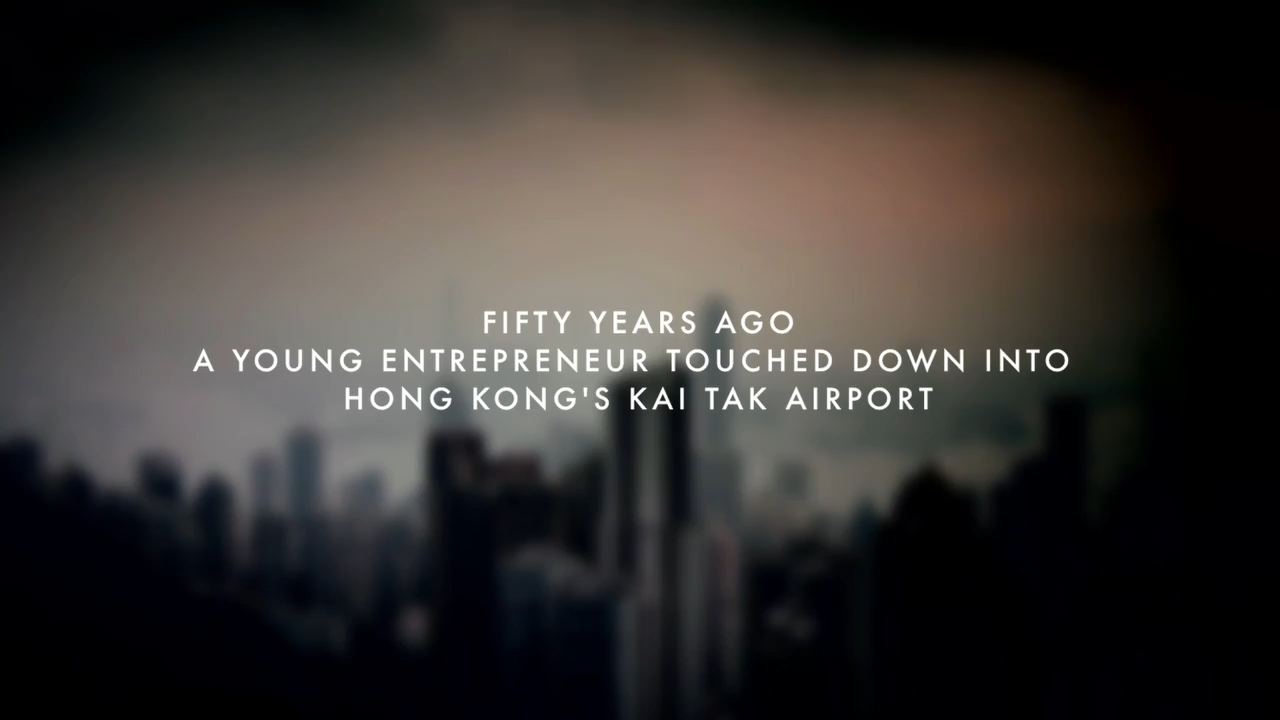 FIFTY YEARS AGO
A YOUNG ENTREPRENEUR TOUCHED DOWN INTO
HONG KONG'S KAI TAK AIRPORT